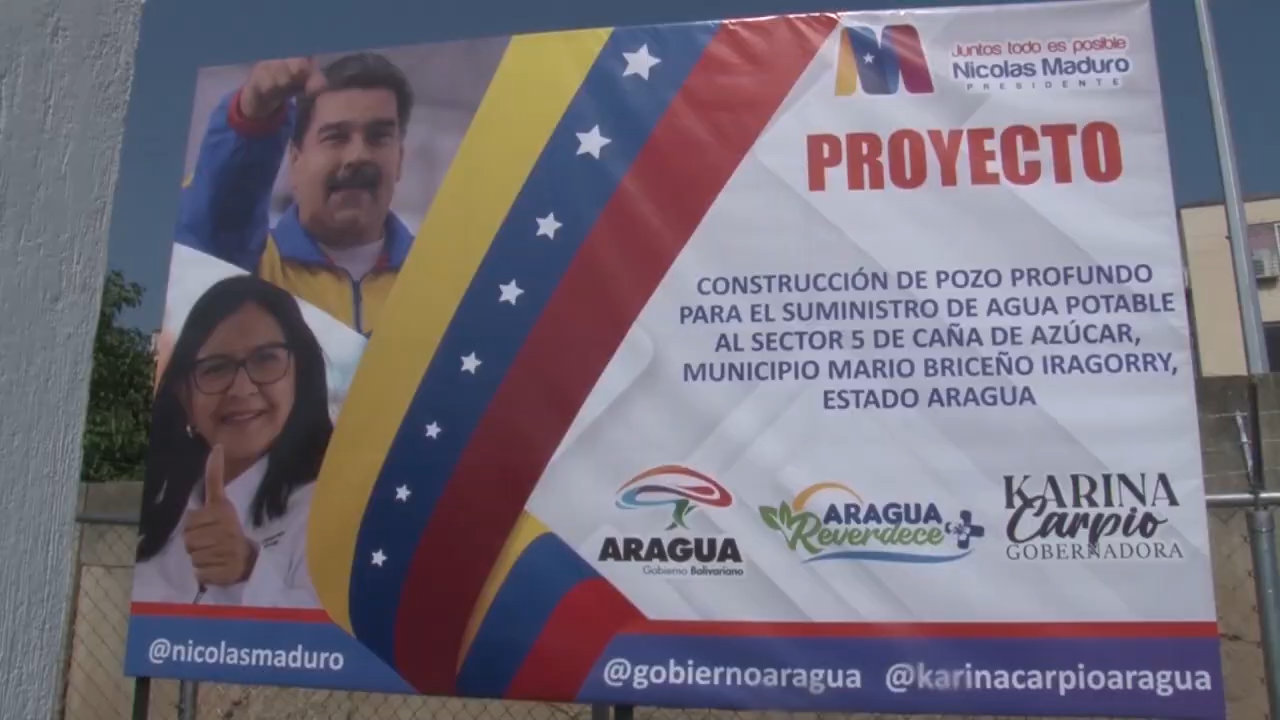 Juntos todo es posible
Nicolas Maduro
PRESIDENTE
PROYECTO
CONSTRUCCIÓN DE POZO PROFUNDO
PARA EL SUMINISTRO DE AGUA POTABLE
AL SECTOR 5 DE CAÑA DE AZÚCAR,
MUNICIPIO MARIO BRICEÑO IRAGORRY,
ESTADO ARAGUA
ARAGUA
Gobierno Bolivariano
ARAGUA
Reverdece
KARINA
Carpio
GOBERNADORA
@nicolasmaduro
@gobiernoaragua @karinacarpioaragua